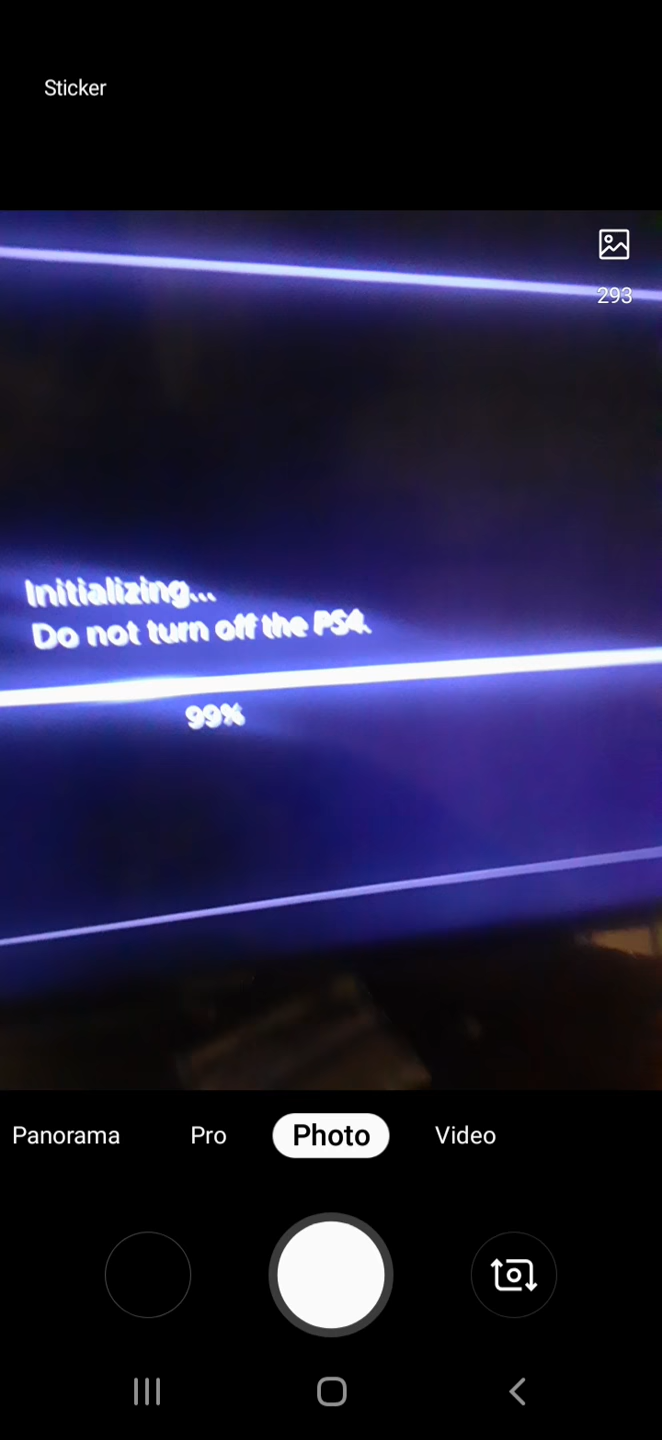 Sticker
293
Initializing...
Do not turn off the PS4.
99%
Panorama
Pro
Photo
Video